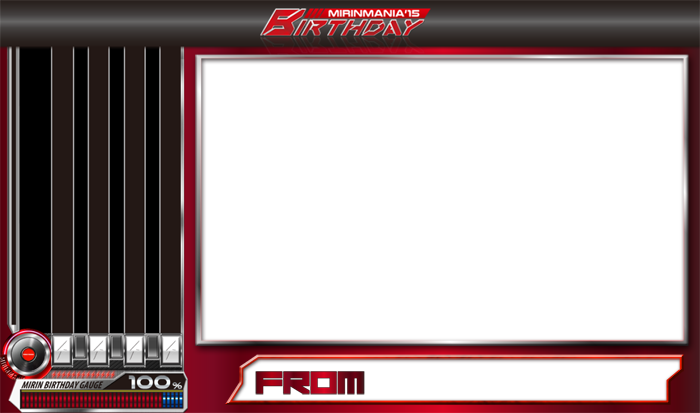 MIRINMANIA'15
BIRTHDAY
MIRIN BIRTHDAY GAUGE 100%
FROM